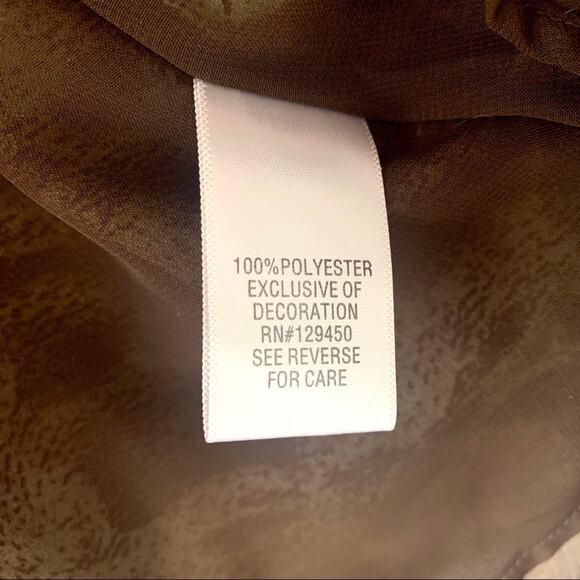 100%POLYESTER
EXCLUSIVE OF
DECORATION
RN#129450
SEE REVERSE
FOR CARE